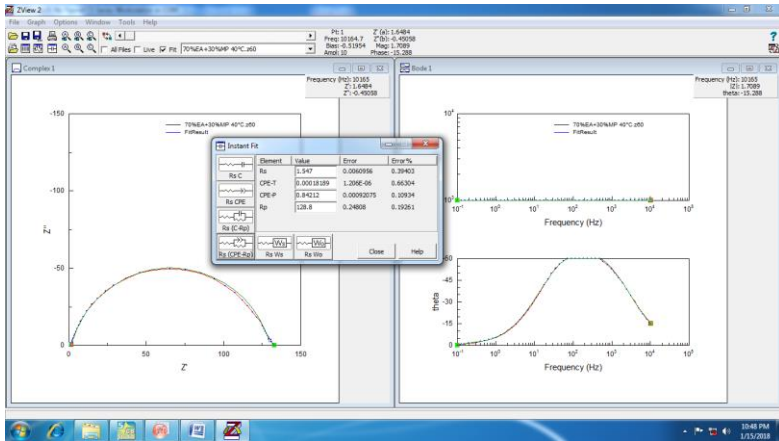 ZView 2
File Graph Options Window Tools Help
Pt: 1 Z'(a): 1.6484
Freq: 10164.7 Z''(b): -0.45058
Bias: -0.51954 Mag: 1.7089
Ampl: 10 Phase: -15.288
All Files Live Fit 70%EA+30%MP 40°C.z60
Complex 1
Frequency (Hz): 10165
Z': 1.6484
Z'': -0.45058
70%EA+30%MP 40°C.z60
FitResult
-150
-100
-50
0
Z''
0 50 100 150
Z'
Instant Fit
Element Value Error Error%
Rs 1.547 0.0060956 0.39403
CPE-T 0.00018189 1.206E-06 0.66304
CPE-P 0.84212 0.00092075 0.10934
Rp 128.8 0.24808 0.19261
Rs C
Rs CPE
Rs (C-Rp)
Rs (CPE-Rp) Rs Ws Rs Wo
Close Help
Bode 1
Frequency (Hz): 10165
|Z|: 1.7089
theta: -15.288
70%EA+30%MP 40°C.z60
FitResult
10⁴
10⁻¹ 10⁰ 10¹ 10² 10³ 10⁴ 10⁵
Frequency (Hz)
-60
-45
-30
-15
0
theta
10⁻¹ 10⁰ 10¹ 10² 10³ 10⁴ 10⁵
Frequency (Hz)
10:48 PM
1/15/2018